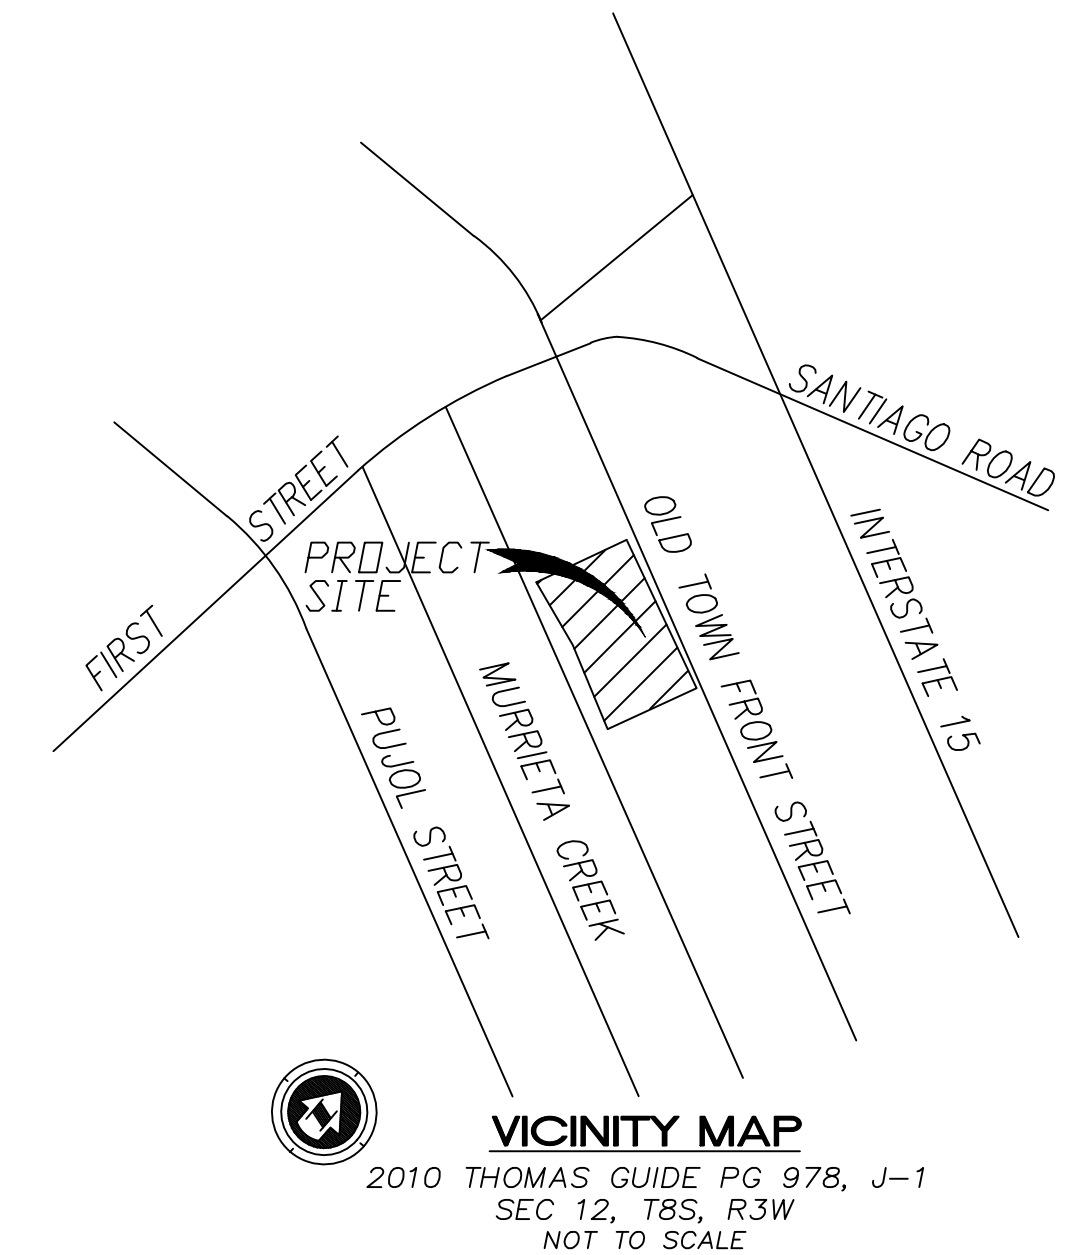 SANTIAGO ROAD
FIRST STREET
PROJECT
SITE
OLD TOWN FRONT STREET
INTERSTATE 15
MURRIETA CREEK
PUJOL STREET
VICINITY MAP
2010 THOMAS GUIDE PG 978, J-1
SEC 12, T8S, R3W
NOT TO SCALE